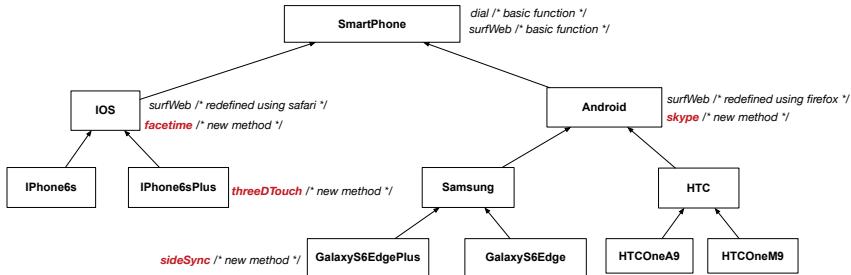 SmartPhone
dial /* basic function */
surfWeb /* basic function */
IOS
surfWeb /* redefined using safari */
facetime /* new method */
Android
surfWeb /* redefined using firefox */
skype /* new method */
IPhone6s
IPhone6sPlus
threeDTouch /* new method */
Samsung
HTC
sideSync /* new method */
GalaxyS6EdgePlus
GalaxyS6Edge
HTCOneA9
HTCOneM9